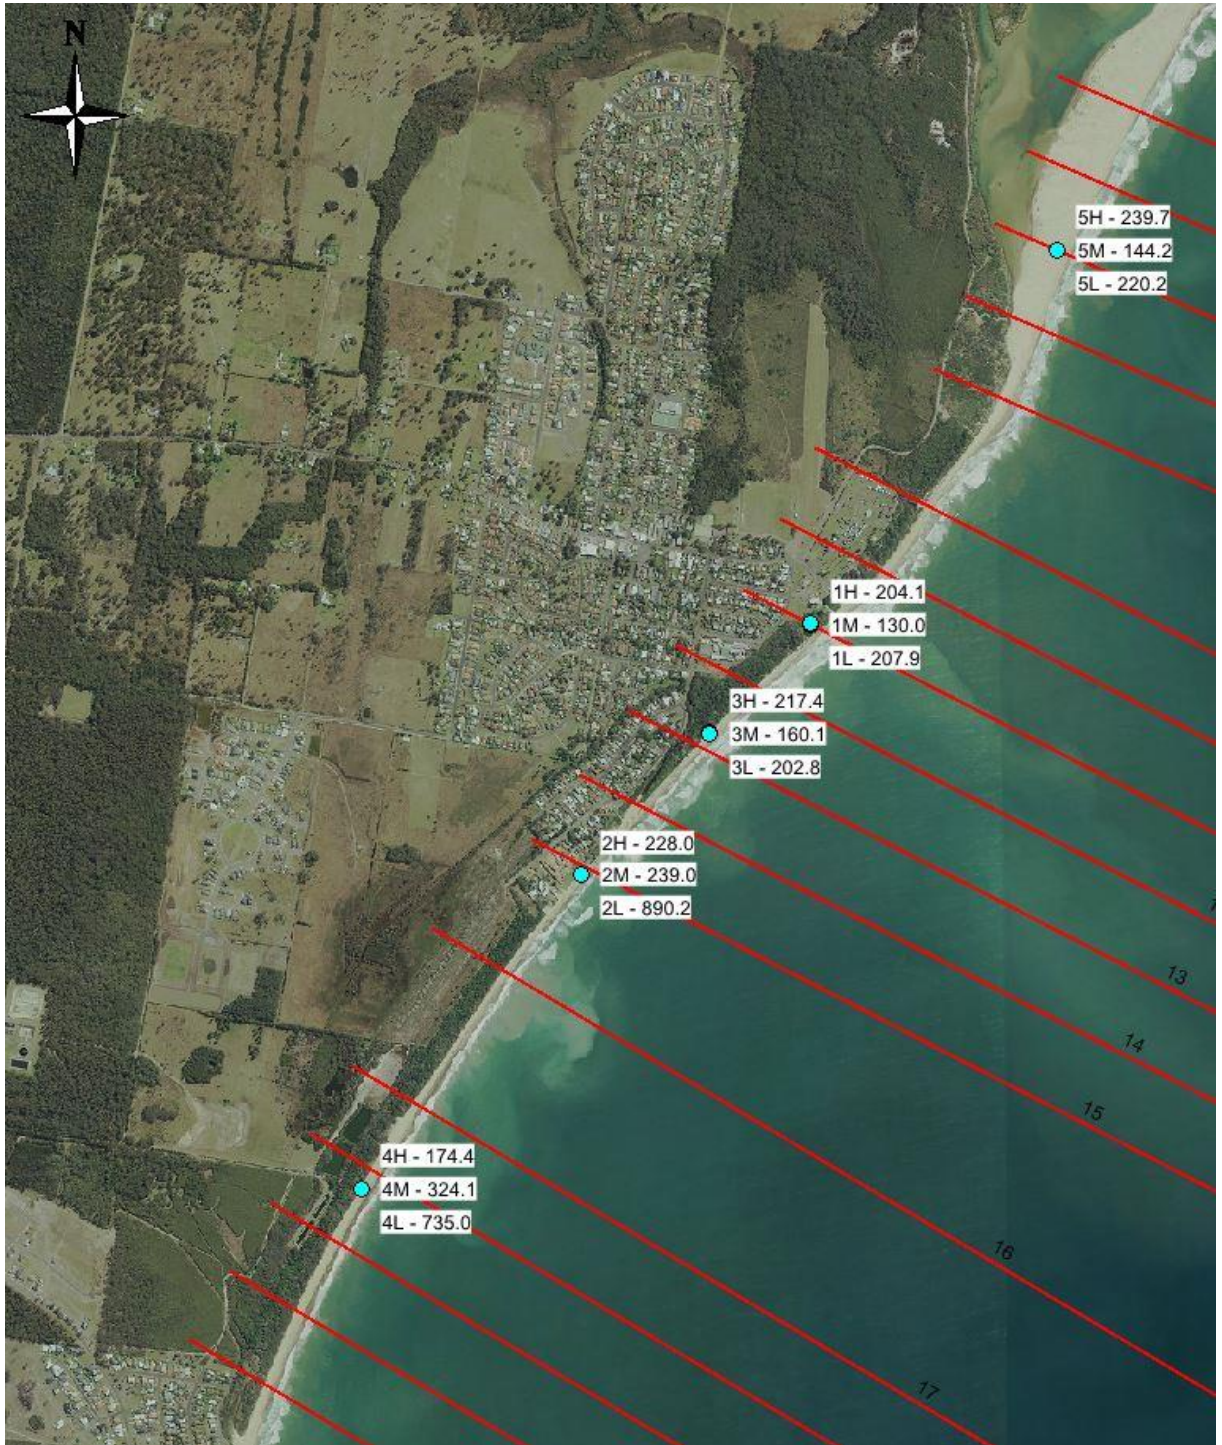 N
5H - 239.7
5M - 144.2
5L - 220.2
1H - 204.1
1M - 130.0
1L - 207.9
3H - 217.4
3M - 160.1
3L - 202.8
2H - 228.0
2M - 239.0
2L - 890.2
13
14
15
4H - 174.4
4M - 324.1
4L - 735.0
16
17